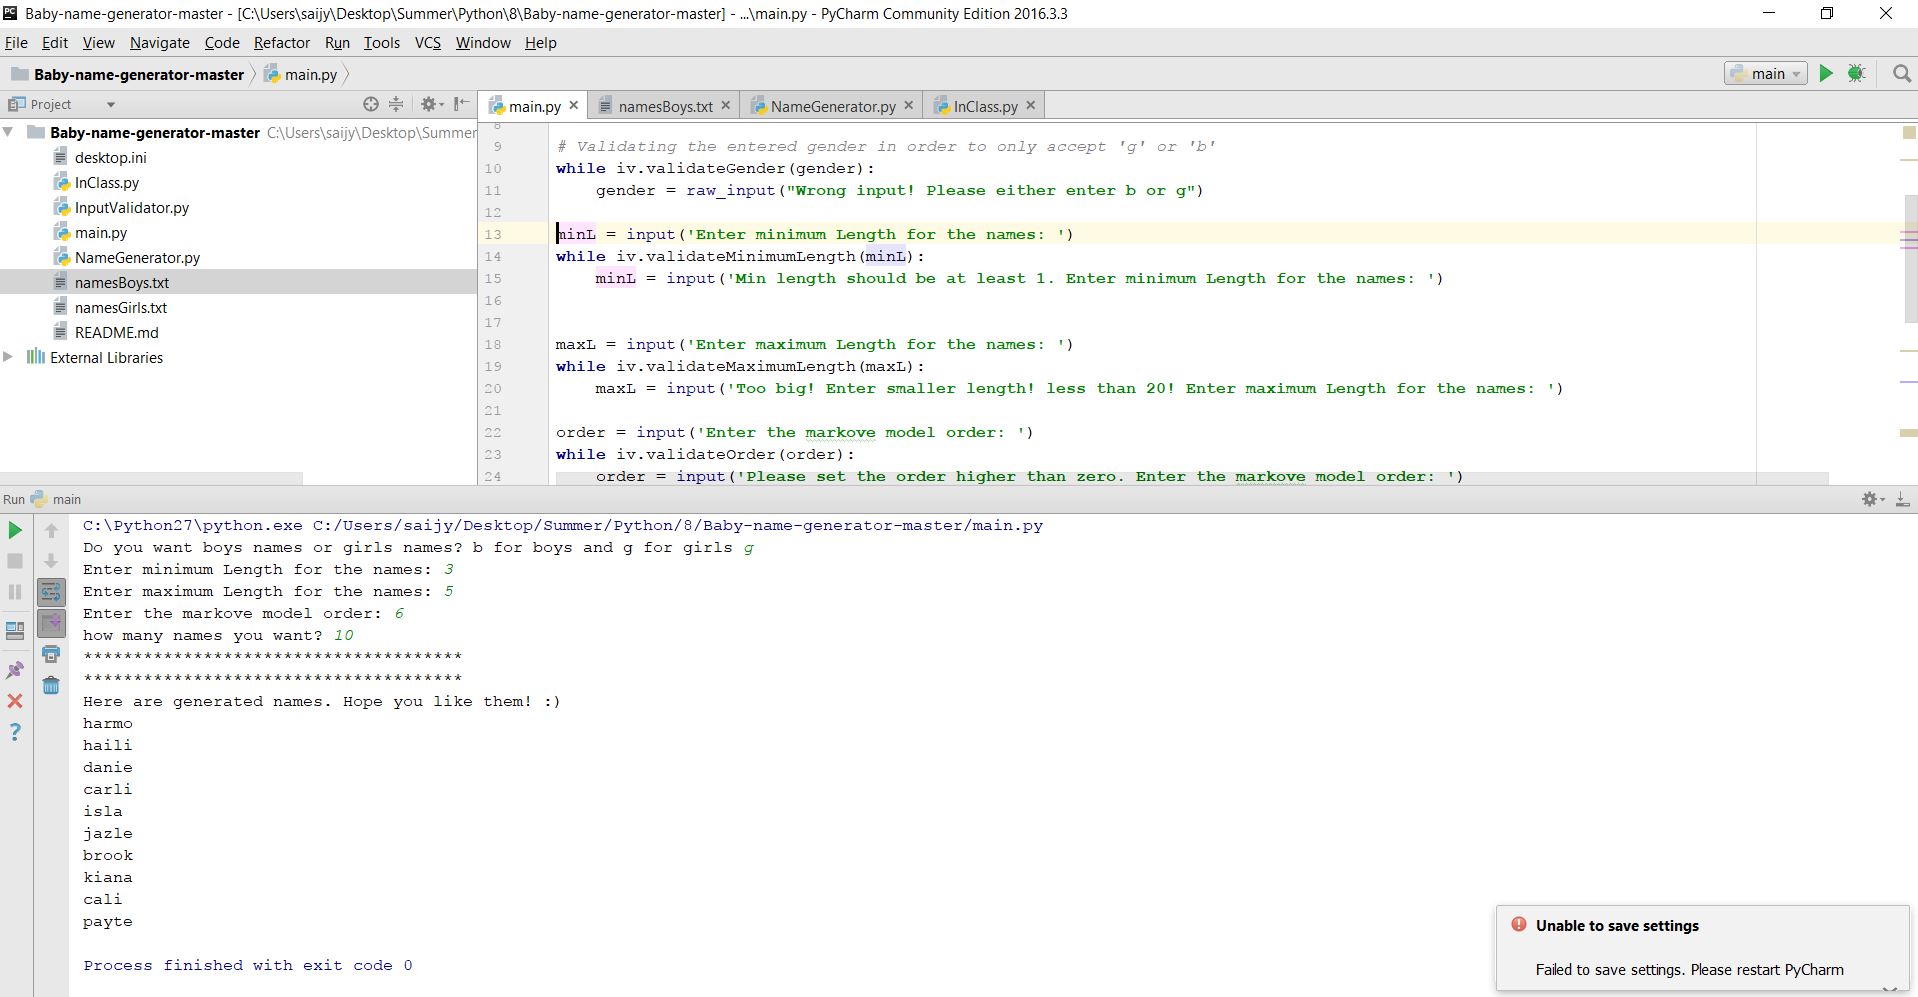 Baby-name-generator-master - [C:\Users\saijy\Desktop\Summer\Python\8\Baby-name-generator-master] - ...\main.py - PyCharm Community Edition 2016.3.3
File Edit View Navigate Code Refactor Run Tools VCS Window Help
Baby-name-generator-master main.py main
Project
main.py namesBoys.txt NameGenerator.py InClass.py
Baby-name-generator-master C:\Users\saijy\Desktop\Summer
desktop.ini
InClass.py
InputValidator.py
main.py
NameGenerator.py
namesBoys.txt
namesGirls.txt
README.md
External Libraries
8
9 # Validating the entered gender in order to only accept 'g' or 'b'
10 while iv.validateGender(gender):
11 gender = raw_input("Wrong input! Please either enter b or g")
12
13 minL = input('Enter minimum Length for the names: ')
14 while iv.validateMinimumLength(minL):
15 minL = input('Min length should be at least 1. Enter minimum Length for the names: ')
16
17
18 maxL = input('Enter maximum Length for the names: ')
19 while iv.validateMaximumLength(maxL):
20 maxL = input('Too big! Enter smaller length! less than 20! Enter maximum Length for the names: ')
21
22 order = input('Enter the markove model order: ')
23 while iv.validateOrder(order):
24 order = input('Please set the order higher than zero. Enter the markove model order: ')
Run main
C:\Python27\python.exe C:/Users/saijy/Desktop/Summer/Python/8/Baby-name-generator-master/main.py
Do you want boys names or girls names? b for boys and g for girls g
Enter minimum Length for the names: 3
Enter maximum Length for the names: 5
Enter the markove model order: 6
how many names you want? 10
**************************************
**************************************
Here are generated names. Hope you like them! :)
harmo
haili
danie
carli
isla
jazle
brook
kiana
cali
payte
Process finished with exit code 0
Unable to save settings
Failed to save settings. Please restart PyCharm